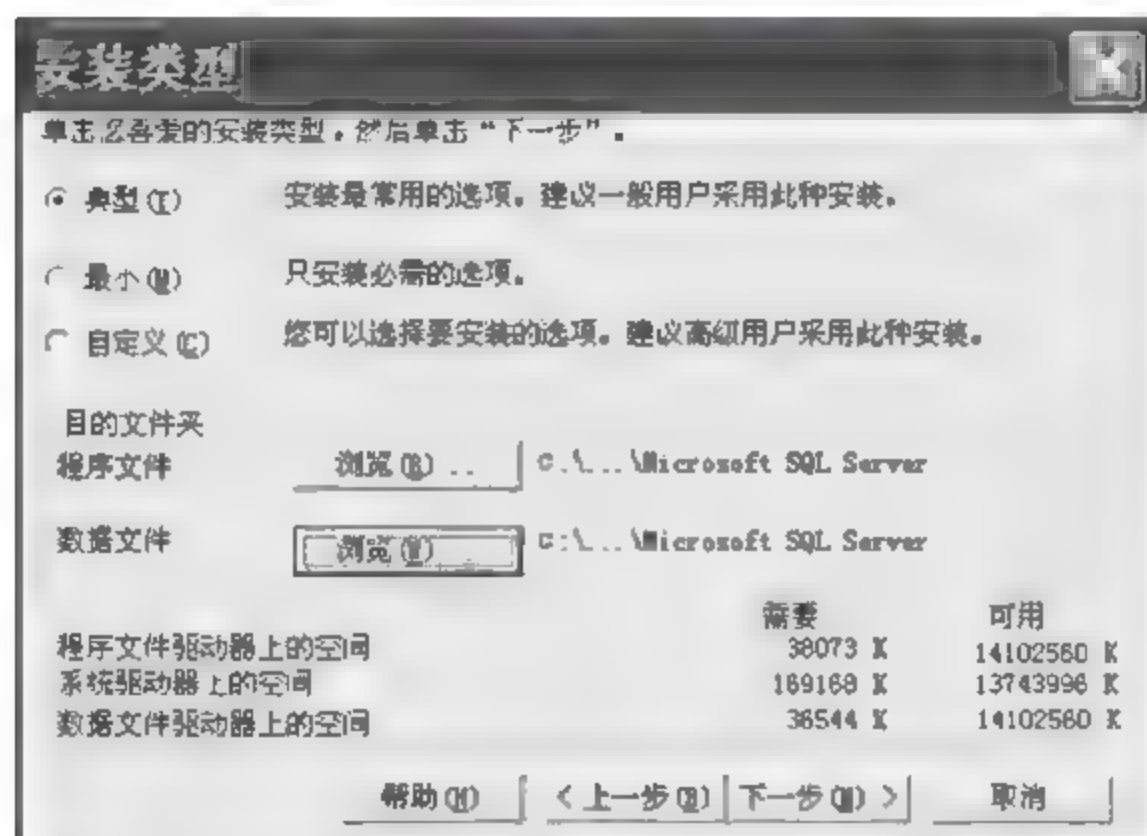 安装类型
单击您喜爱的安装类型，然后单击“下一步”。
典型(T) 安装最常用的选项。建议一般用户采用此种安装。
最小(M) 只安装必需的选项。
自定义(C) 您可以选择要安装的选项。建议高级用户采用此种安装。
目的文件夹
程序文件 浏览(R)... C:\...\Microsoft SQL Server
数据文件 浏览 C:\...\Microsoft SQL Server
需要 可用
程序文件驱动器上的空间 38073 K 14102560 K
系统驱动器上的空间 169168 K 13743996 K
数据文件驱动器上的空间 36544 K 14102560 K
帮助(H) < 上一步(B) 下一步(N) > 取消